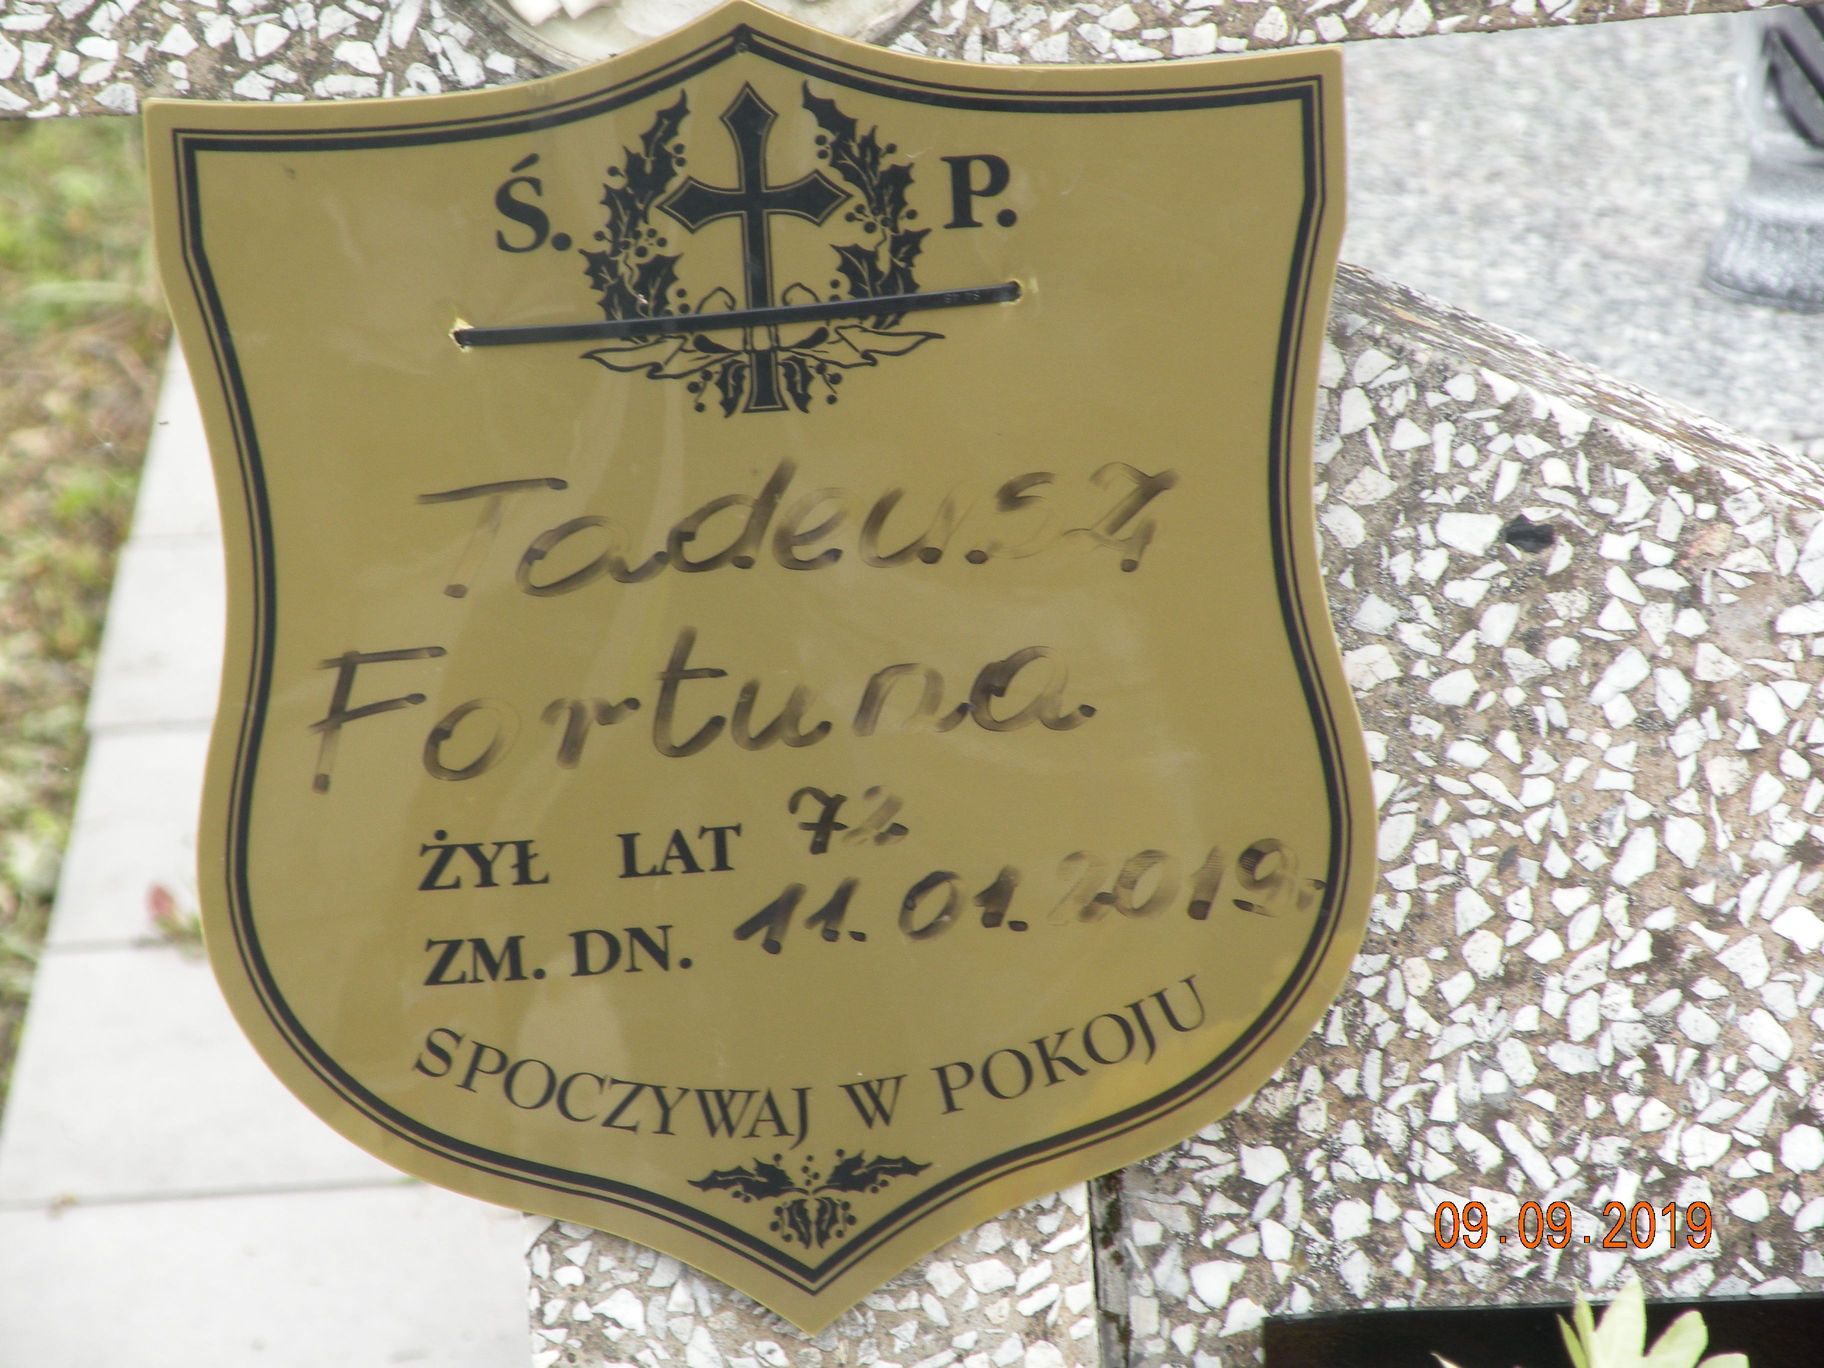 Ś. P.
Tadeusz
Fortuna
ŻYŁ LAT 72
ZM. DN. 11.01.2019.
SPOCZYWAJ W POKOJU
09.09.2019